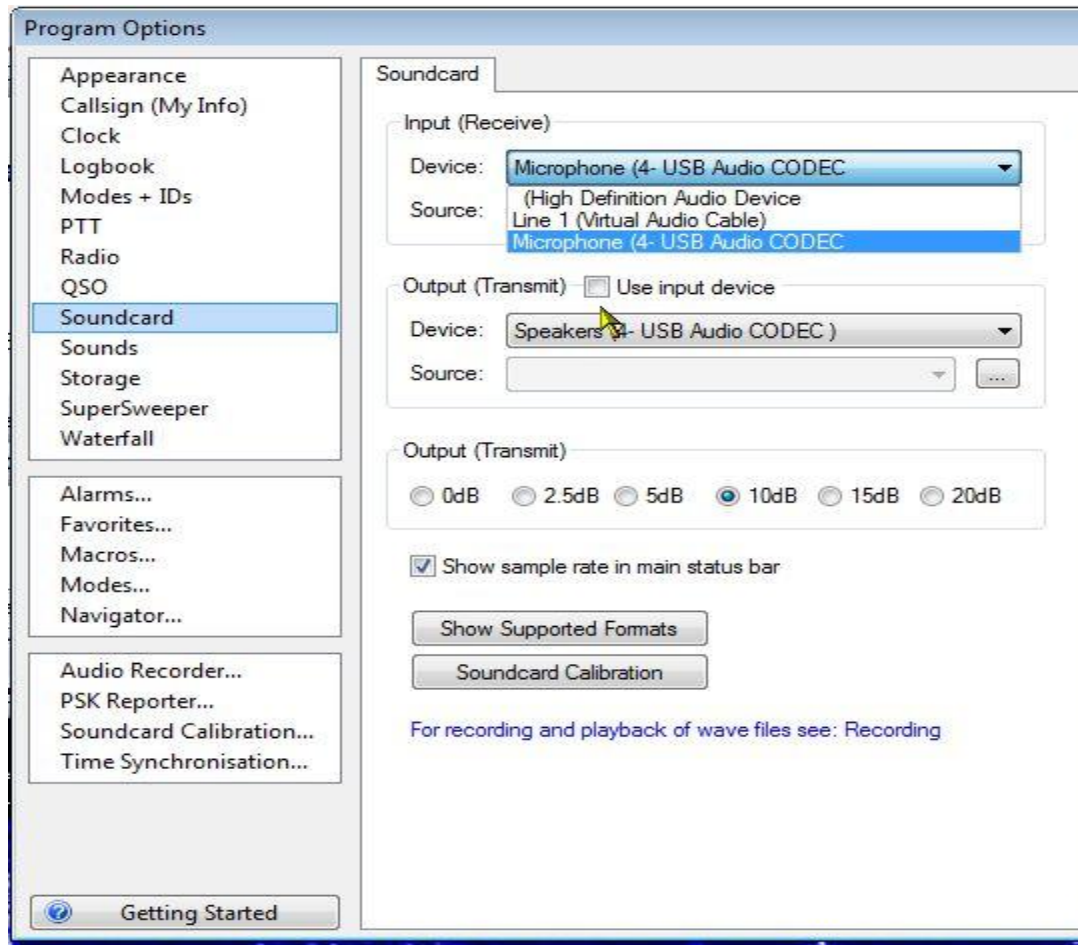 Program Options
Appearance
Callsign (My Info)
Clock
Logbook
Modes + IDs
PTT
Radio
QSO
Soundcard
Sounds
Storage
SuperSweeper
Waterfall
Alarms...
Favorites...
Macros...
Modes...
Navigator...
Audio Recorder...
PSK Reporter...
Soundcard Calibration...
Time Synchronisation...
Getting Started
Soundcard
Input (Receive)
Device: Microphone (4- USB Audio CODEC
(High Definition Audio Device
Source: Line 1 (Virtual Audio Cable)
Microphone (4- USB Audio CODEC
Output (Transmit) Use input device
Device: Speakers (4- USB Audio CODEC )
Source: ...
Output (Transmit)
0dB 2.5dB 5dB 10dB 15dB 20dB
Show sample rate in main status bar
Show Supported Formats
Soundcard Calibration
For recording and playback of wave files see: Recording